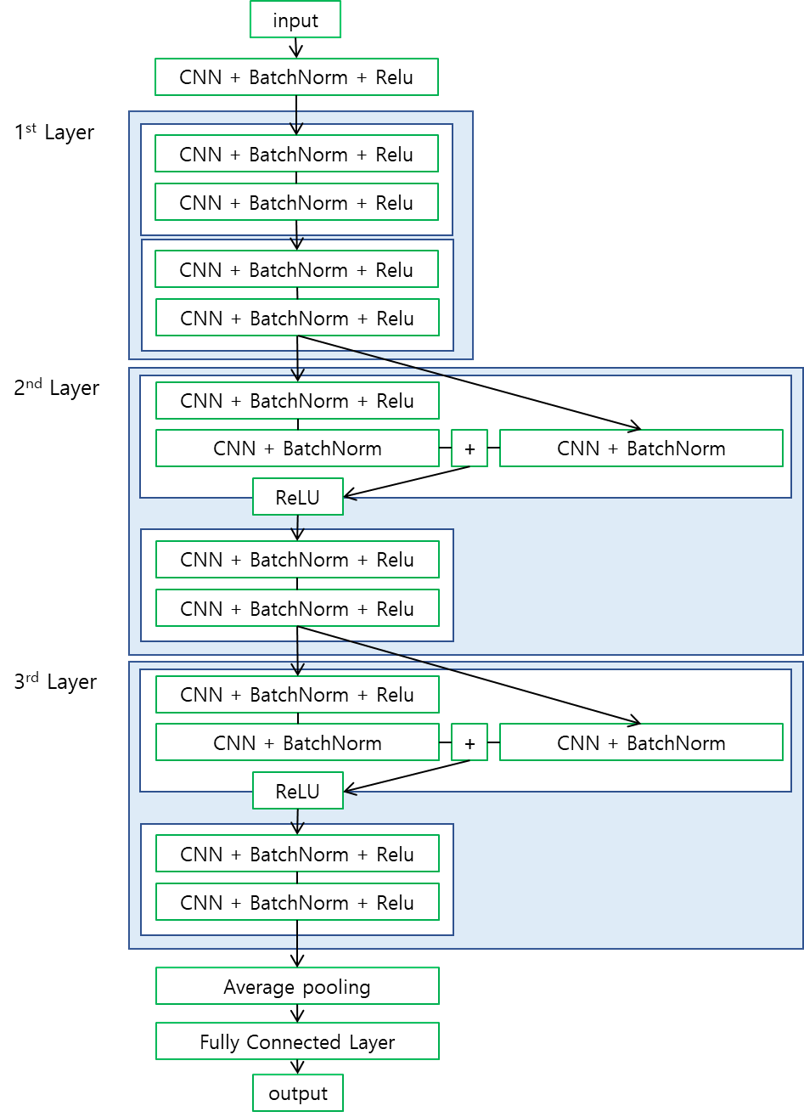 input
CNN + BatchNorm + Relu
1st Layer
CNN + BatchNorm + Relu
CNN + BatchNorm + Relu
CNN + BatchNorm + Relu
CNN + BatchNorm + Relu
2nd Layer
CNN + BatchNorm + Relu
CNN + BatchNorm + CNN + BatchNorm
ReLU
CNN + BatchNorm + Relu
CNN + BatchNorm + Relu
3rd Layer
CNN + BatchNorm + Relu
CNN + BatchNorm + CNN + BatchNorm
ReLU
CNN + BatchNorm + Relu
CNN + BatchNorm + Relu
Average pooling
Fully Connected Layer
output